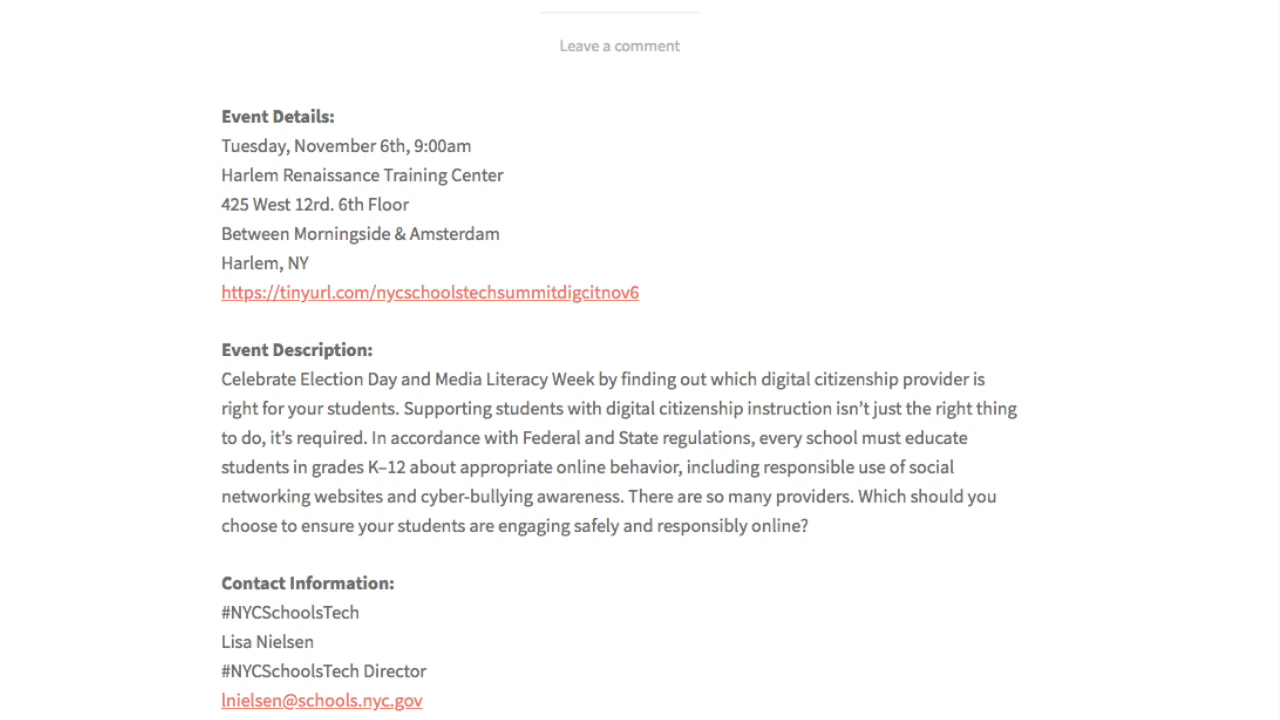 Leave a comment
Event Details:
Tuesday, November 6th, 9:00am
Harlem Renaissance Training Center
425 West 12rd. 6th Floor
Between Morningside & Amsterdam
Harlem, NY
https://tinyurl.com/nycschoolstechsummitdigcitnov6
Event Description:
Celebrate Election Day and Media Literacy Week by finding out which digital citizenship provider is
right for your students. Supporting students with digital citizenship instruction isn’t just the right thing
to do, it’s required. In accordance with Federal and State regulations, every school must educate
students in grades K–12 about appropriate online behavior, including responsible use of social
networking websites and cyber-bullying awareness. There are so many providers. Which should you
choose to ensure your students are engaging safely and responsibly online?
Contact Information:
#NYCSchoolsTech
Lisa Nielsen
#NYCSchoolsTech Director
lnielsen@schools.nyc.gov